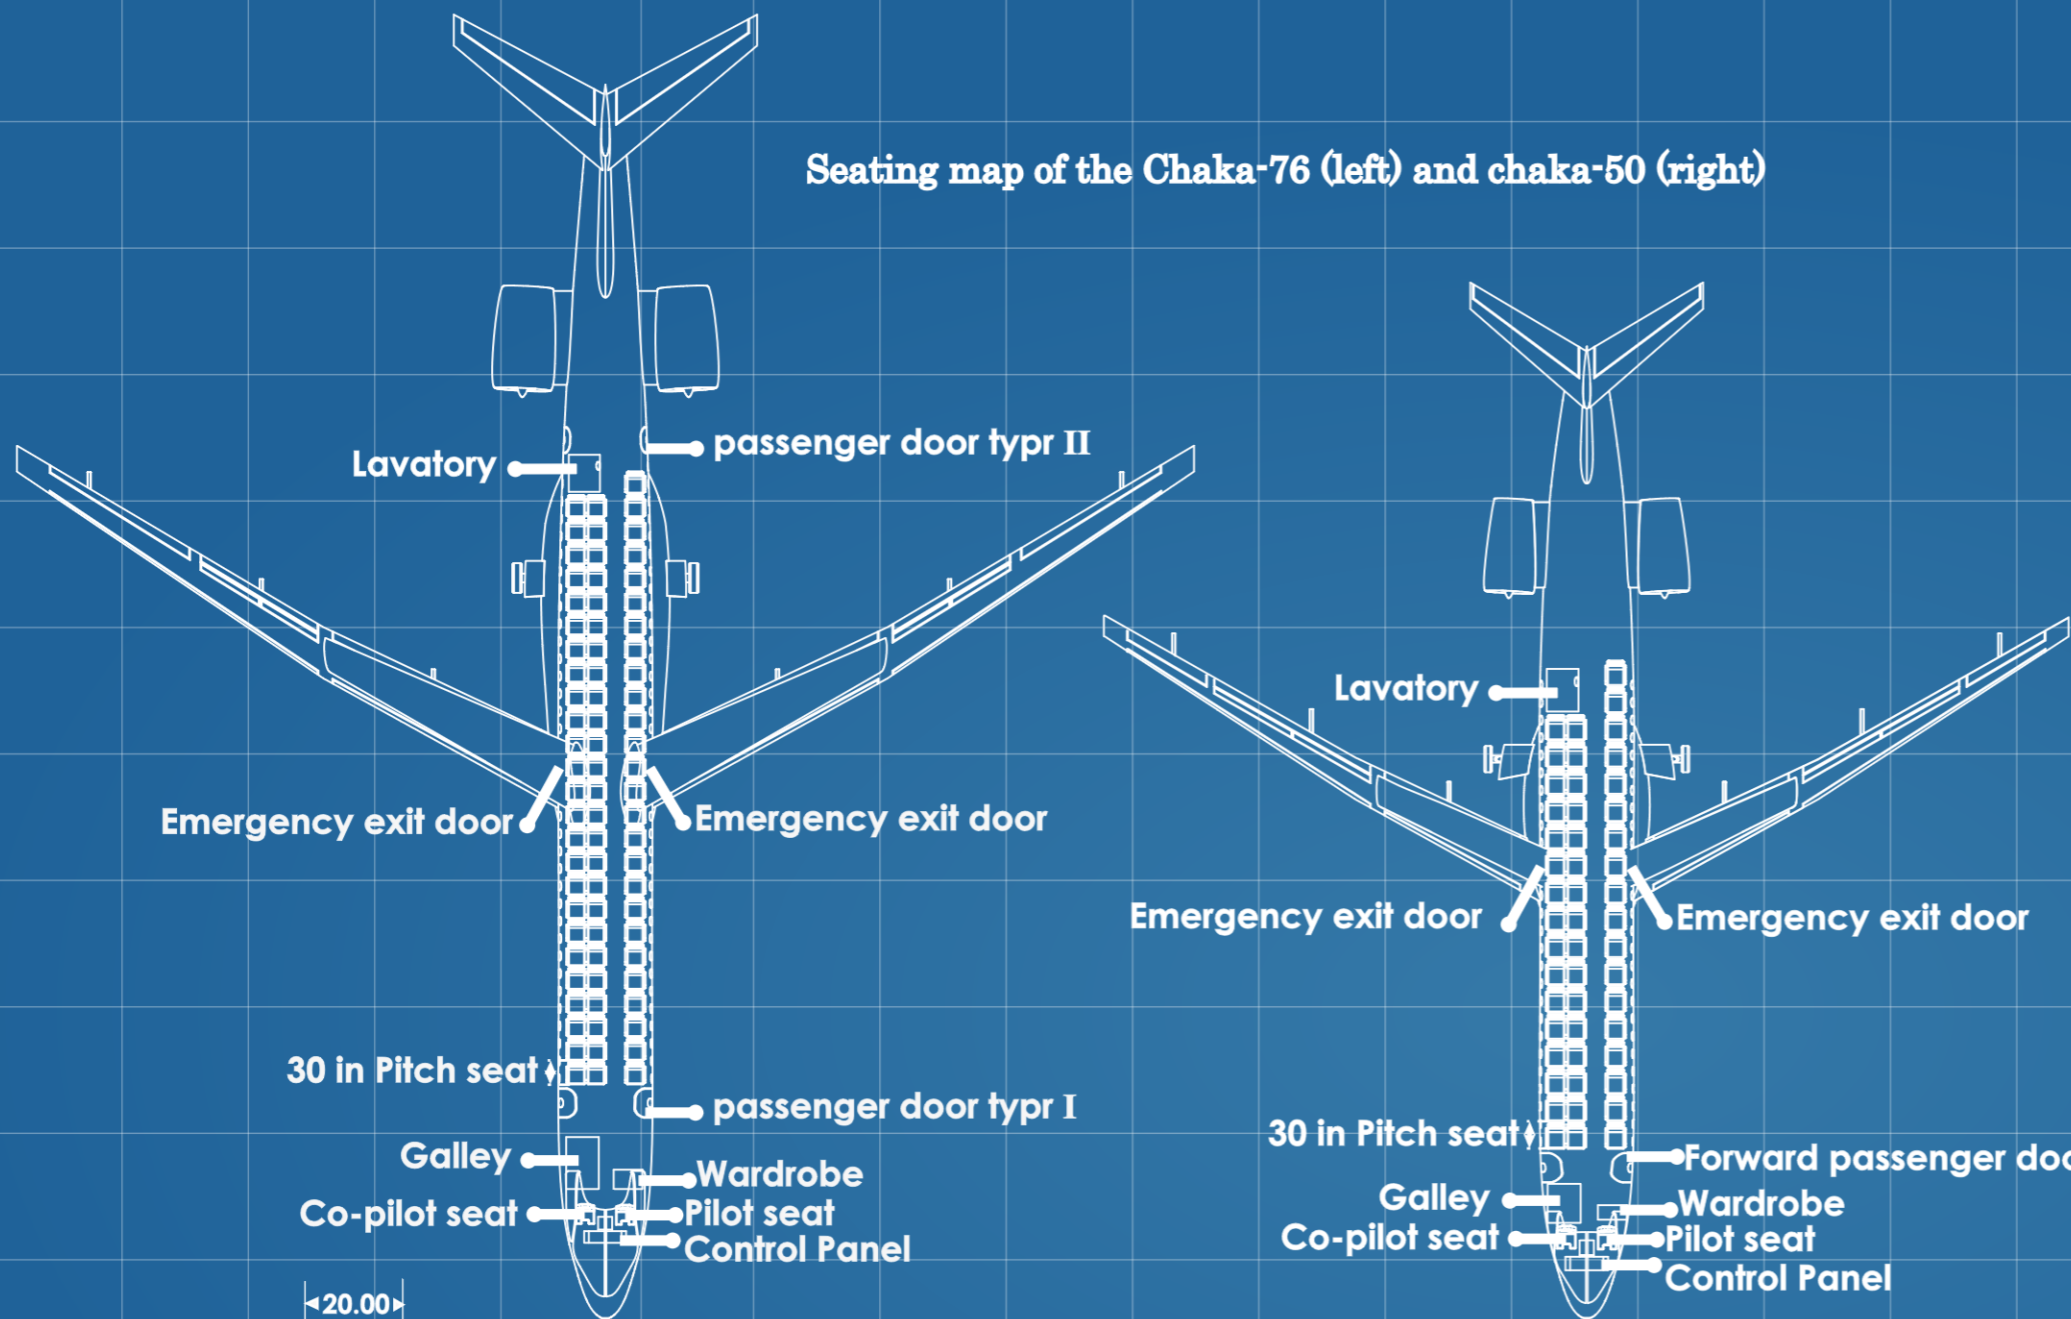 Seating map of the Chaka-76 (left) and chaka-50 (right)
Lavatory
passenger door typr II
Emergency exit door
Emergency exit door
30 in Pitch seat
passenger door typr I
Galley
Wardrobe
Co-pilot seat
Pilot seat
Control Panel
20.00
Lavatory
Emergency exit door
Emergency exit door
30 in Pitch seat
Forward passenger doo
Galley
Wardrobe
Co-pilot seat
Pilot seat
Control Panel